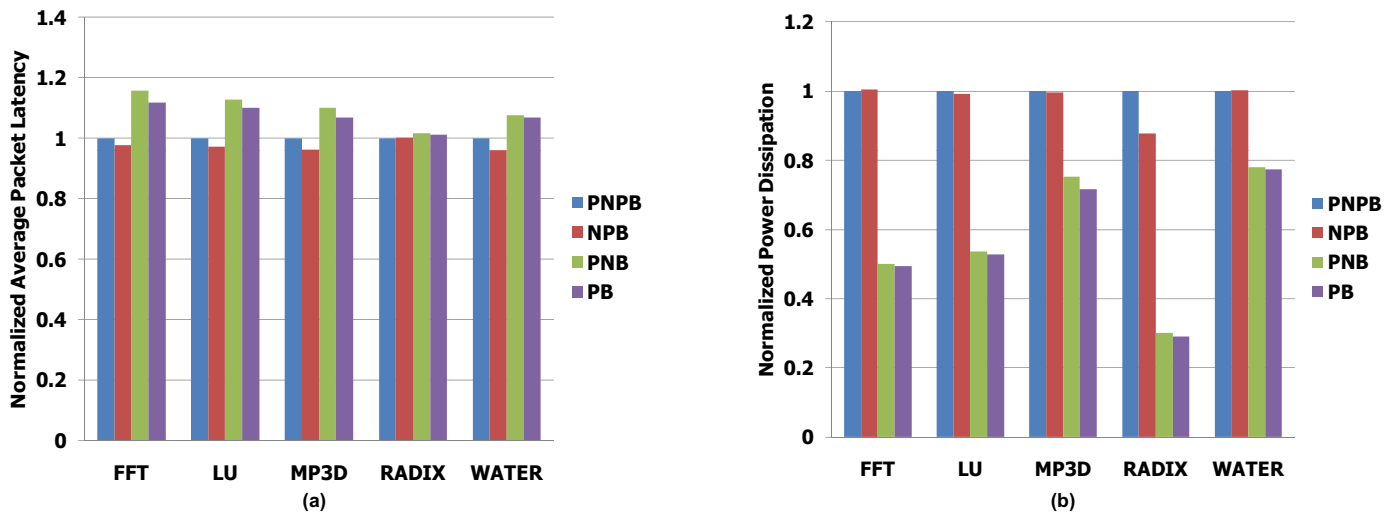 Normalized Average Packet Latency
1.4
1.2
1
0.8
0.6
0.4
0.2
0
FFT LU MP3D RADIX WATER
(a)
PNPB
NPB
PNB
PB
Normalized Power Dissipation
1.2
1
0.8
0.6
0.4
0.2
0
FFT LU MP3D RADIX WATER
(b)
PNPB
NPB
PNB
PB